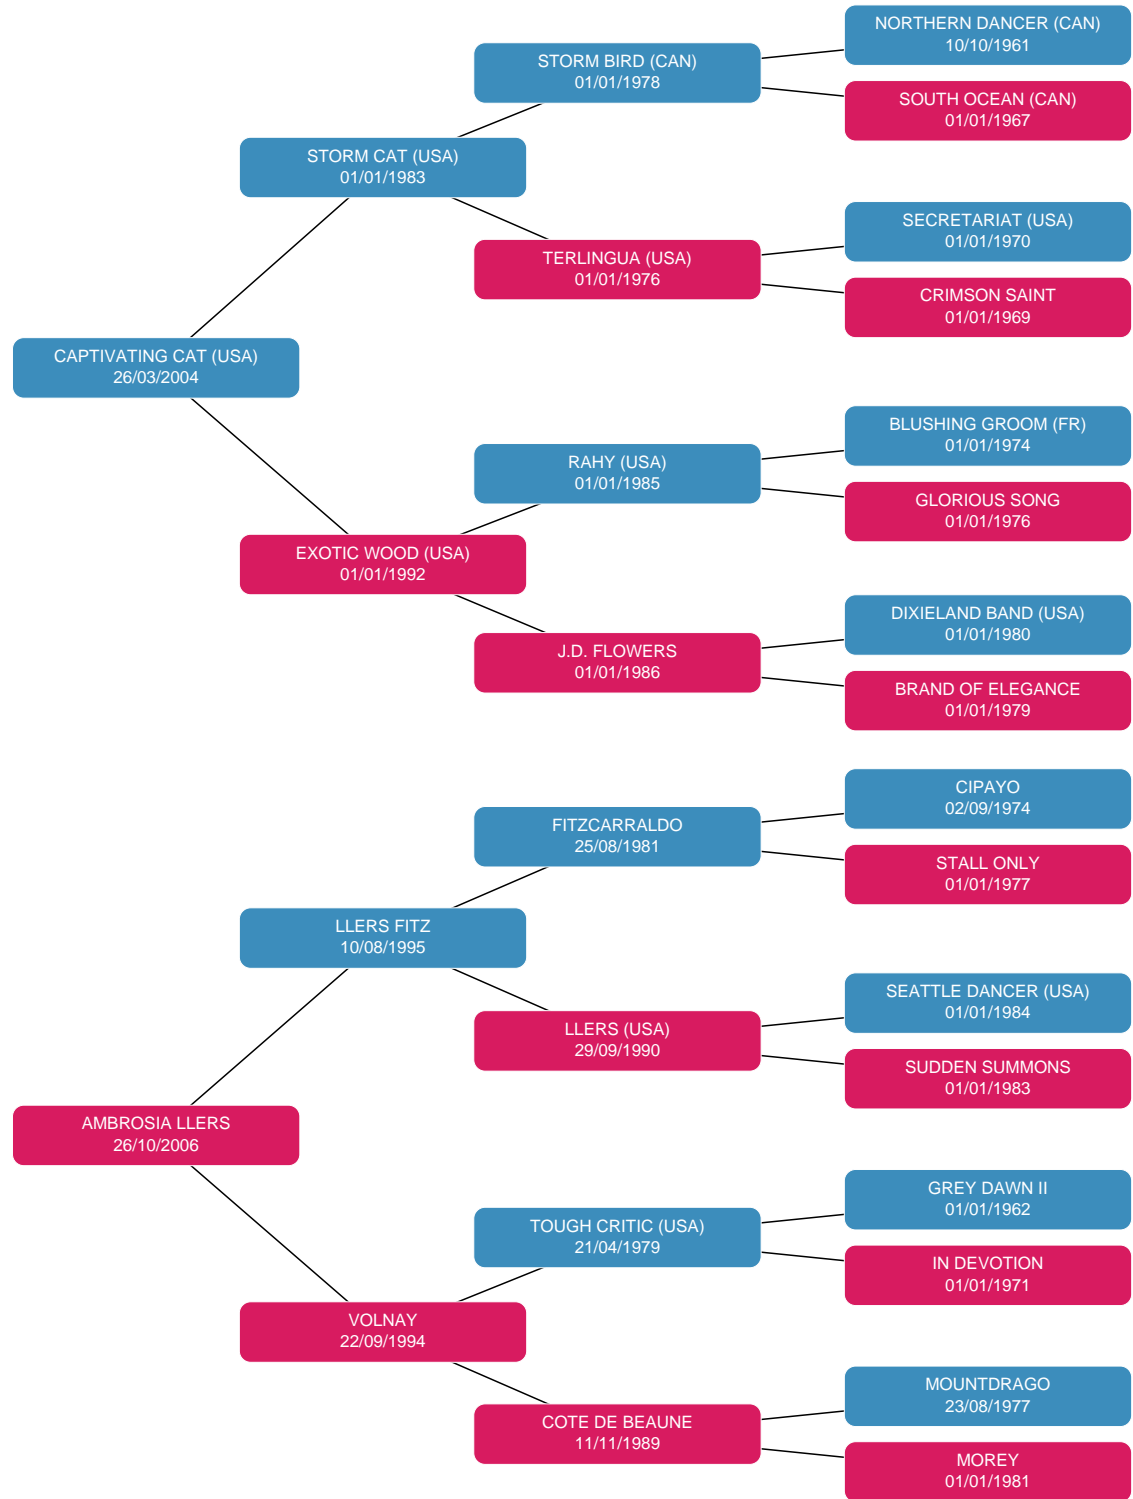 NORTHERN DANCER (CAN)
10/10/1961
STORM BIRD (CAN)
01/01/1978
SOUTH OCEAN (CAN)
01/01/1967
STORM CAT (USA)
01/01/1983
SECRETARIAT (USA)
01/01/1970
TERLINGUA (USA)
01/01/1976
CRIMSON SAINT
01/01/1969
CAPTIVATING CAT (USA)
26/03/2004
BLUSHING GROOM (FR)
01/01/1974
RAHY (USA)
01/01/1985
GLORIOUS SONG
01/01/1976
EXOTIC WOOD (USA)
01/01/1992
DIXIELAND BAND (USA)
01/01/1980
J.D. FLOWERS
01/01/1986
BRAND OF ELEGANCE
01/01/1979
CIPAYO
02/09/1974
FITZCARRALDO
25/08/1981
STALL ONLY
01/01/1977
LLERS FITZ
10/08/1995
SEATTLE DANCER (USA)
01/01/1984
LLERS (USA)
29/09/1990
SUDDEN SUMMONS
01/01/1983
AMBROSIA LLERS
26/10/2006
GREY DAWN II
01/01/1962
TOUGH CRITIC (USA)
21/04/1979
IN DEVOTION
01/01/1971
VOLNAY
22/09/1994
MOUNTDRAGO
23/08/1977
COTE DE BEAUNE
11/11/1989
MOREY
01/01/1981